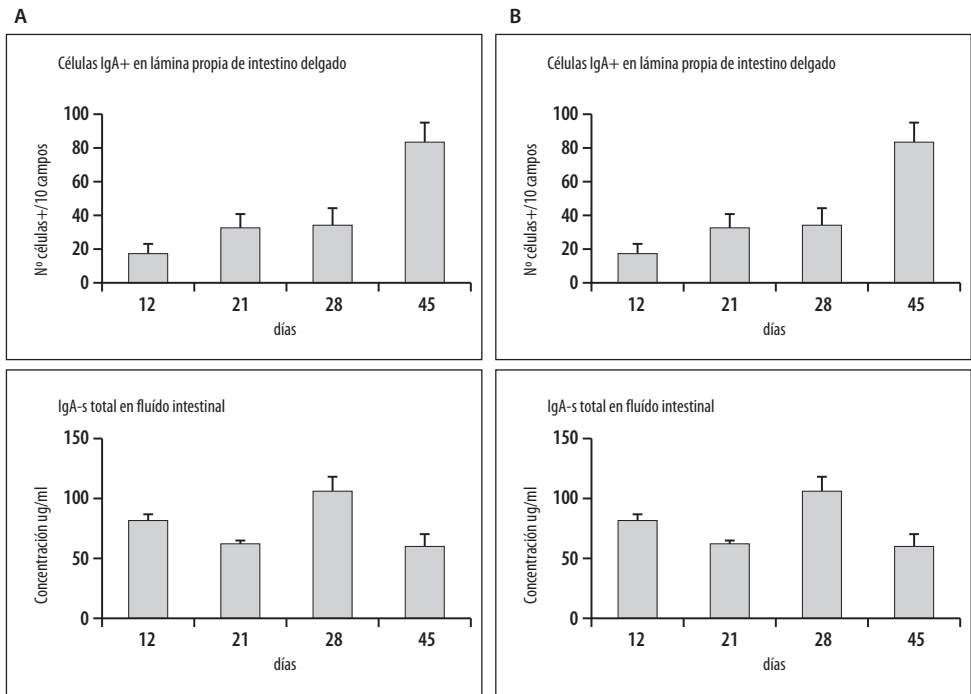 A
Células IgA+ en lámina propia de intestino delgado
Nº células+/10 campos
100
80
60
40
20
0
12 21 28 45
días
IgA-s total en fluído intestinal
Concentración ug/ml
150
100
50
0
12 21 28 45
días
B
Células IgA+ en lámina propia de intestino delgado
Nº células+/10 campos
100
80
60
40
20
0
12 21 28 45
días
IgA-s total en fluído intestinal
Concentración ug/ml
150
100
50
0
12 21 28 45
días